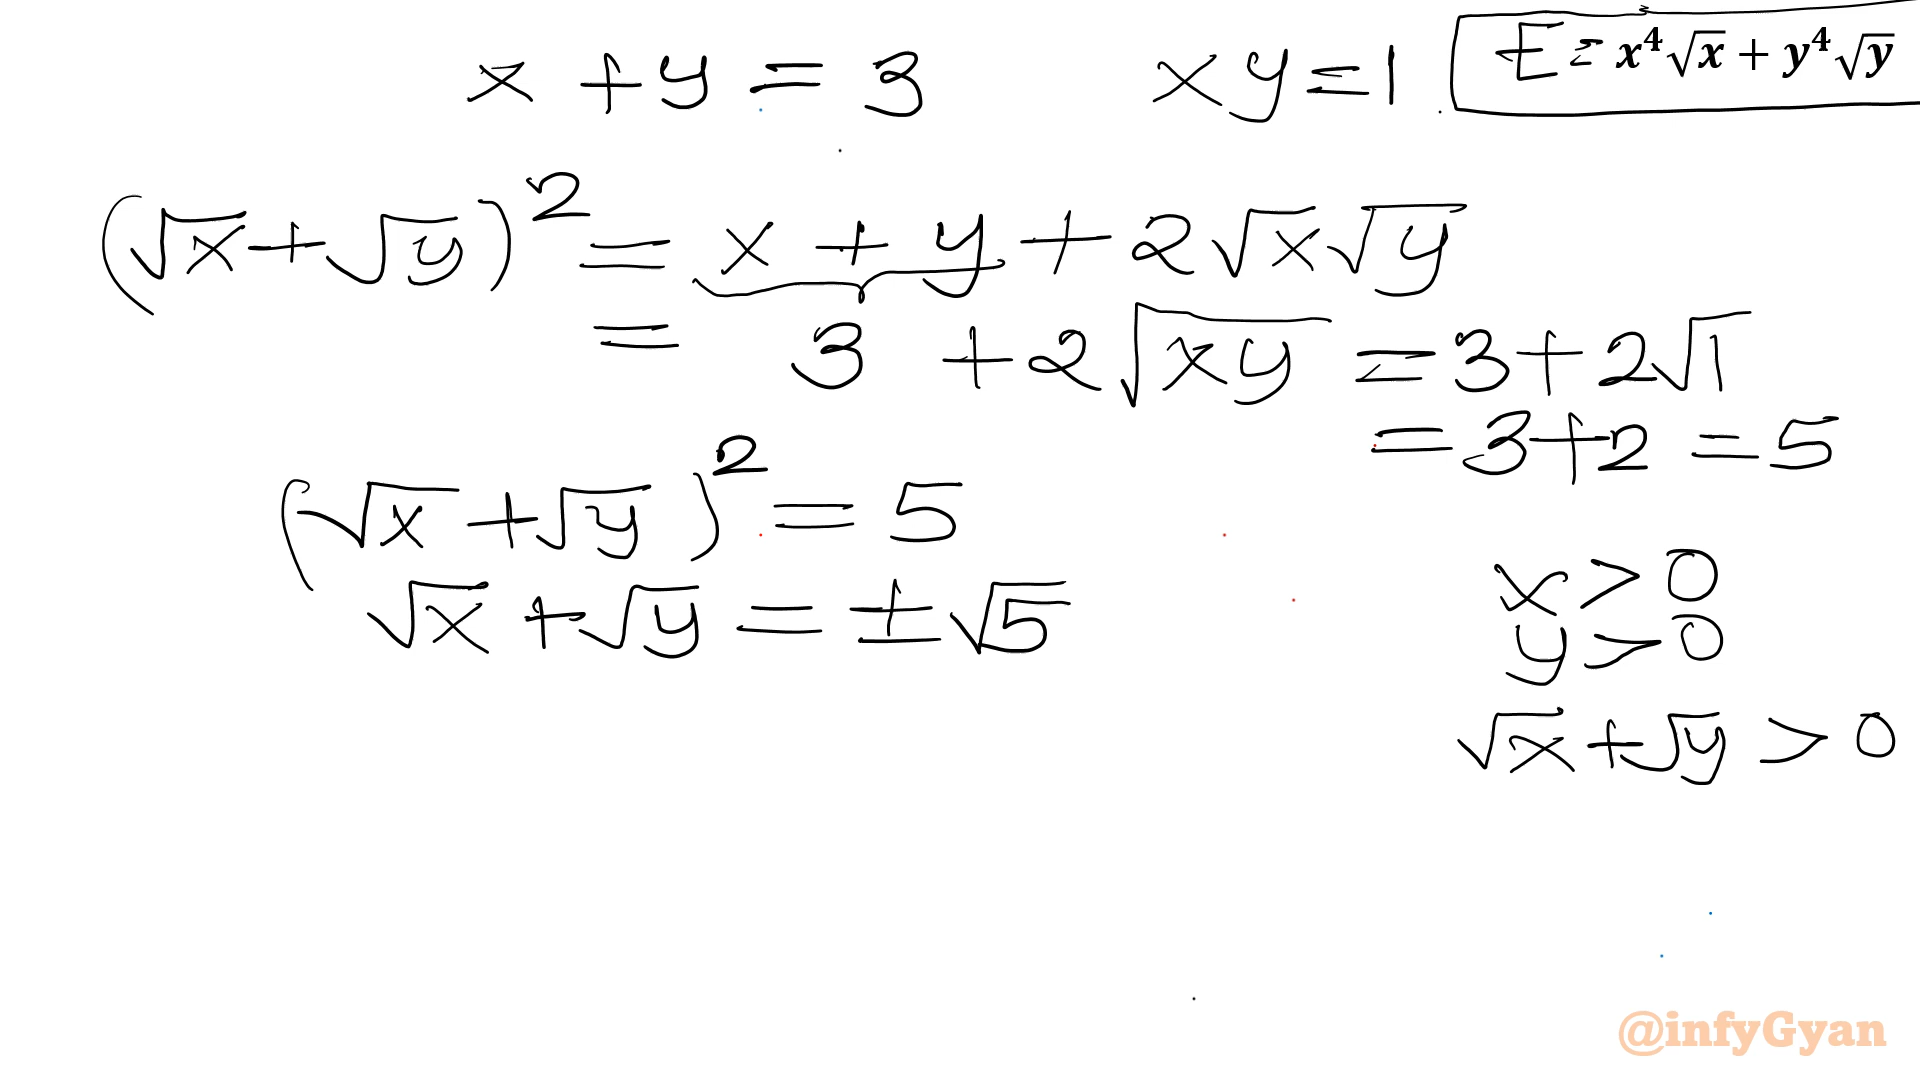 x + y = 3 xy = 1 E = x⁴√x + y⁴√y
(√x + √y)² = x + y + 2√x√y
= 3 + 2√xy = 3 + 2√1
= 3 + 2 = 5
(√x + √y)² = 5
x > 0
√x + √y = ± √5
y > 0
√x + √y > 0
@infyGyan